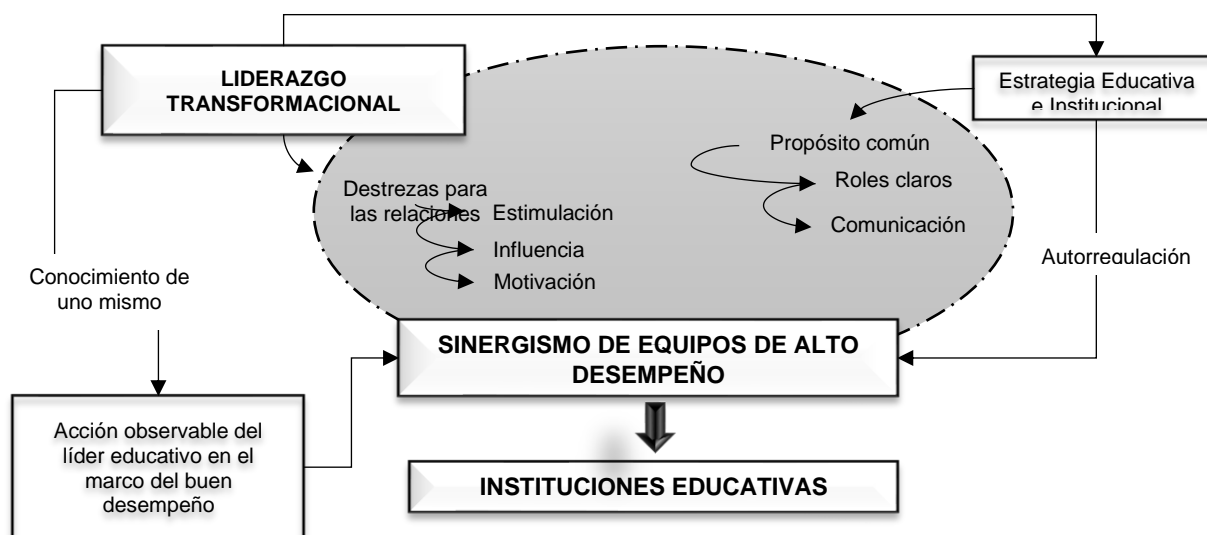 LIDERAZGO
TRANSFORMACIONAL
Estrategia Educativa
e Institucional
Propósito común
Roles claros
Comunicación
Destrezas para
las relaciones
Estimulación
Influencia
Motivación
Conocimiento de
uno mismo
Autorregulación
SINERGISMO DE EQUIPOS DE ALTO
DESEMPEÑO
Acción observable del
líder educativo en el
marco del buen
desempeño
INSTITUCIONES EDUCATIVAS